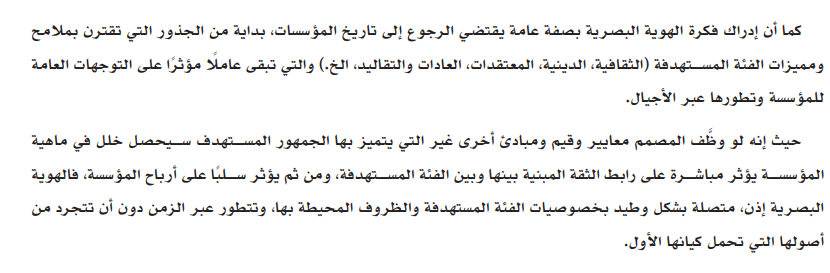 كما أن إدراك فكرة الهوية البصرية بصفة عامة يقتضي الرجوع إلى تاريخ المؤسسات، بداية من الجذور التي تقترن بملامح
ومميزات الفئة المستهدفة (الثقافية، الدينية، المعتقدات، العادات والتقاليد، الخ.) والتي تبقى عاملًا مؤثرًا على التوجهات العامة
للمؤسسة وتطورها عبر الأجيال.
حيث إنه لو وظَّف المصمم معايير وقيم ومبادئ أخرى غير التي يتميز بها الجمهور المستهدف سيحصل خلل في ماهية
المؤسسة يؤثر مباشرة على رابط الثقة المبنية بينها وبين الفئة المستهدفة، ومن ثم يؤثر سلبًا على أرباح المؤسسة، فالهوية
البصرية إذن، متصلة بشكل وطيد بخصوصيات الفئة المستهدفة والظروف المحيطة بها، وتتطور عبر الزمن دون أن تتجرد من
أصولها التي تحمل كيانها الأول.